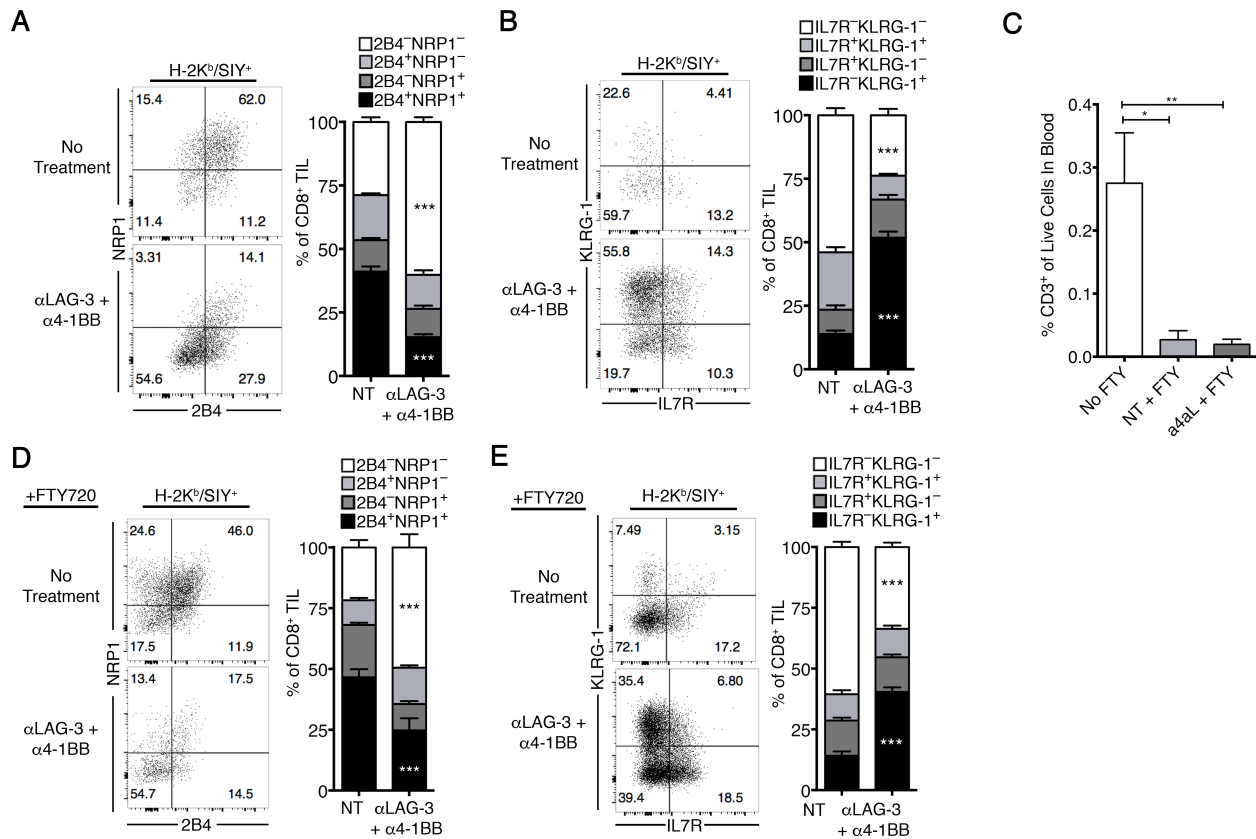 A
2B4⁻NRP1⁻
2B4⁺NRP1⁻
2B4⁻NRP1⁺
2B4⁺NRP1⁺
H-2Kᵇ/SIY⁺
No
Treatment
αLAG-3 +
α4-1BB
NRP1
15.4
62.0
11.4
11.2
3.31
14.1
54.6
27.9
2B4
% of CD8⁺ TIL
100
75
50
25
0
***
***
NT
αLAG-3
+ α4-1BB
B
IL7R⁻KLRG-1⁻
IL7R⁺KLRG-1⁺
IL7R⁺KLRG-1⁻
IL7R⁻KLRG-1⁺
H-2Kᵇ/SIY⁺
No
Treatment
αLAG-3 +
α4-1BB
KLRG-1
22.6
4.41
59.7
13.2
55.8
14.3
19.7
10.3
IL7R
% of CD8⁺ TIL
100
75
50
25
0
***
***
NT
αLAG-3
+ α4-1BB
C
% CD3⁺ of Live Cells In Blood
0.4
0.3
0.2
0.1
0.0
**
*
No FTY
NT + FTY
a4aL + FTY
D
+FTY720
2B4⁻NRP1⁻
2B4⁺NRP1⁻
2B4⁻NRP1⁺
2B4⁺NRP1⁺
H-2Kᵇ/SIY⁺
No
Treatment
αLAG-3 +
α4-1BB
NRP1
24.6
46.0
17.5
11.9
13.4
17.5
54.7
14.5
2B4
% of CD8⁺ TIL
100
75
50
25
0
***
***
NT
αLAG-3
+ α4-1BB
E
+FTY720
IL7R⁻KLRG-1⁻
IL7R⁺KLRG-1⁺
IL7R⁺KLRG-1⁻
IL7R⁻KLRG-1⁺
H-2Kᵇ/SIY⁺
No
Treatment
αLAG-3 +
α4-1BB
KLRG-1
7.49
3.15
72.1
17.2
35.4
6.80
39.4
18.5
IL7R
% of CD8⁺ TIL
100
75
50
25
0
***
***
NT
αLAG-3
+ α4-1BB